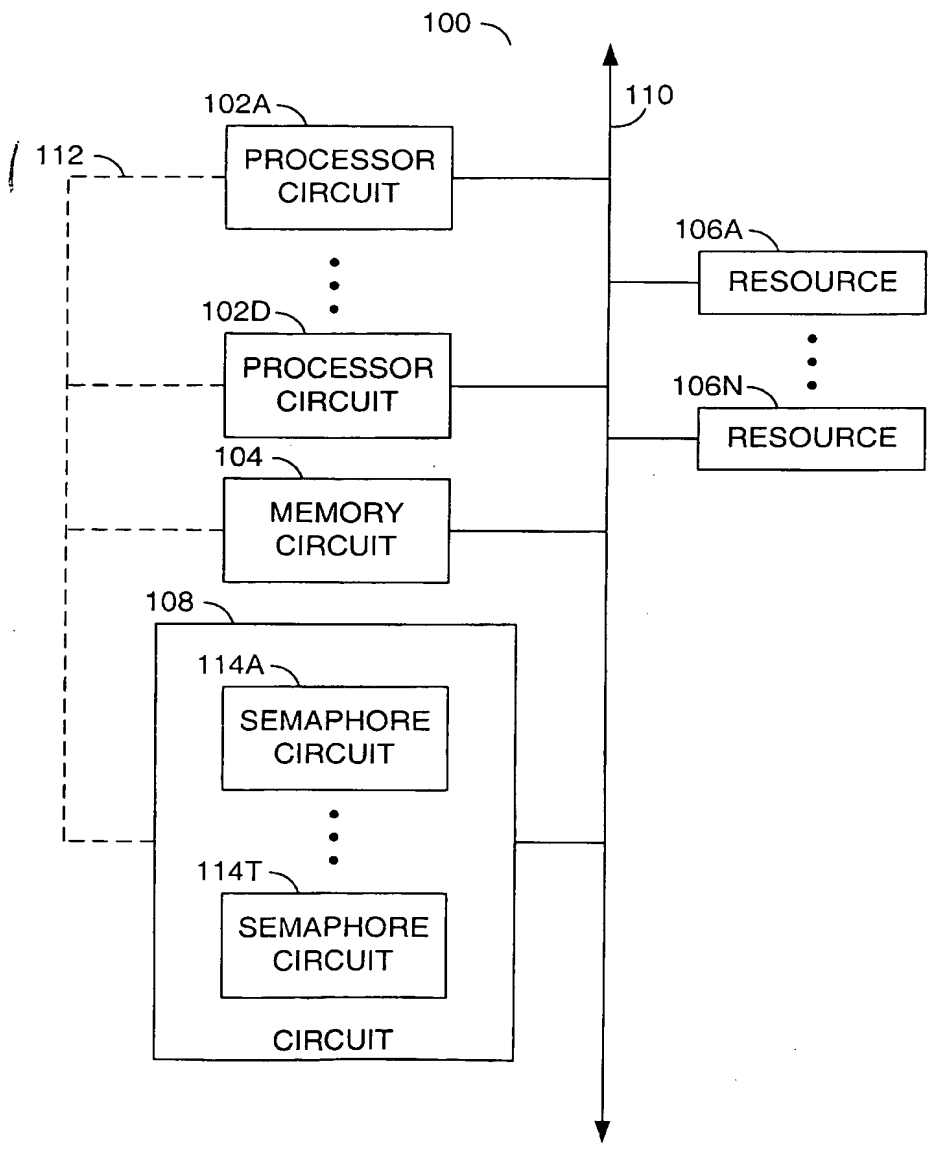 100
110
102A
112
PROCESSOR
CIRCUIT
106A
RESOURCE
102D
PROCESSOR
CIRCUIT
106N
RESOURCE
104
MEMORY
CIRCUIT
108
114A
SEMAPHORE
CIRCUIT
114T
SEMAPHORE
CIRCUIT
CIRCUIT